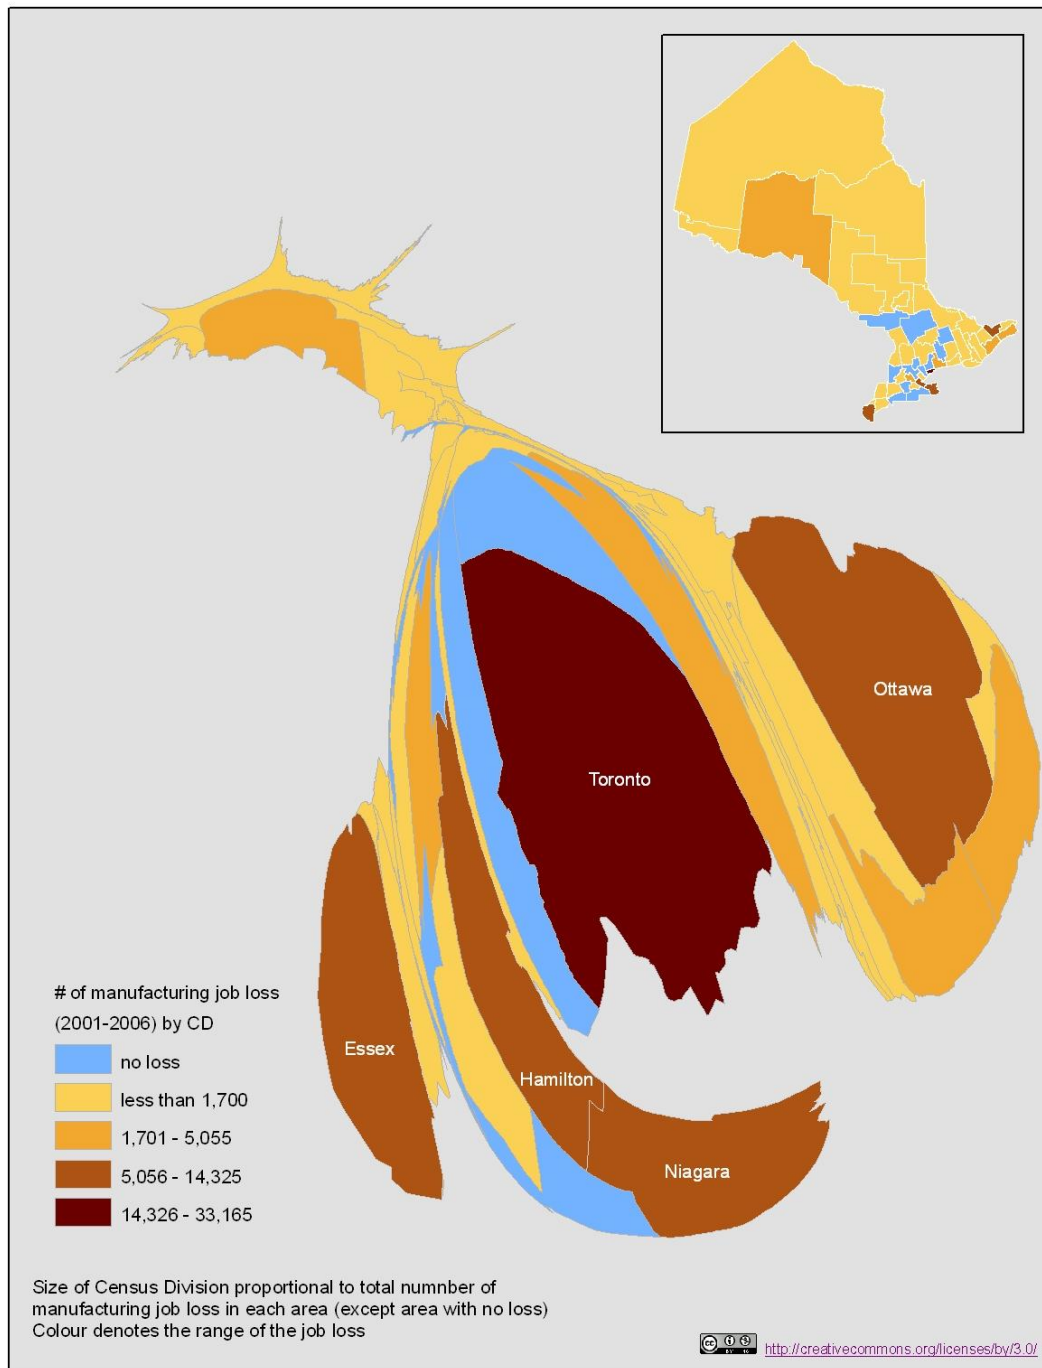 Ottawa
Toronto
# of manufacturing job loss
(2001-2006) by CD
no loss
less than 1,700
1,701 - 5,055
5,056 - 14,325
14,326 - 33,165
Essex
Hamilton
Niagara
Size of Census Division proportional to total numnber of
manufacturing job loss in each area (except area with no loss)
Colour denotes the range of the job loss
http://creativecommons.org/licenses/by/3.0/